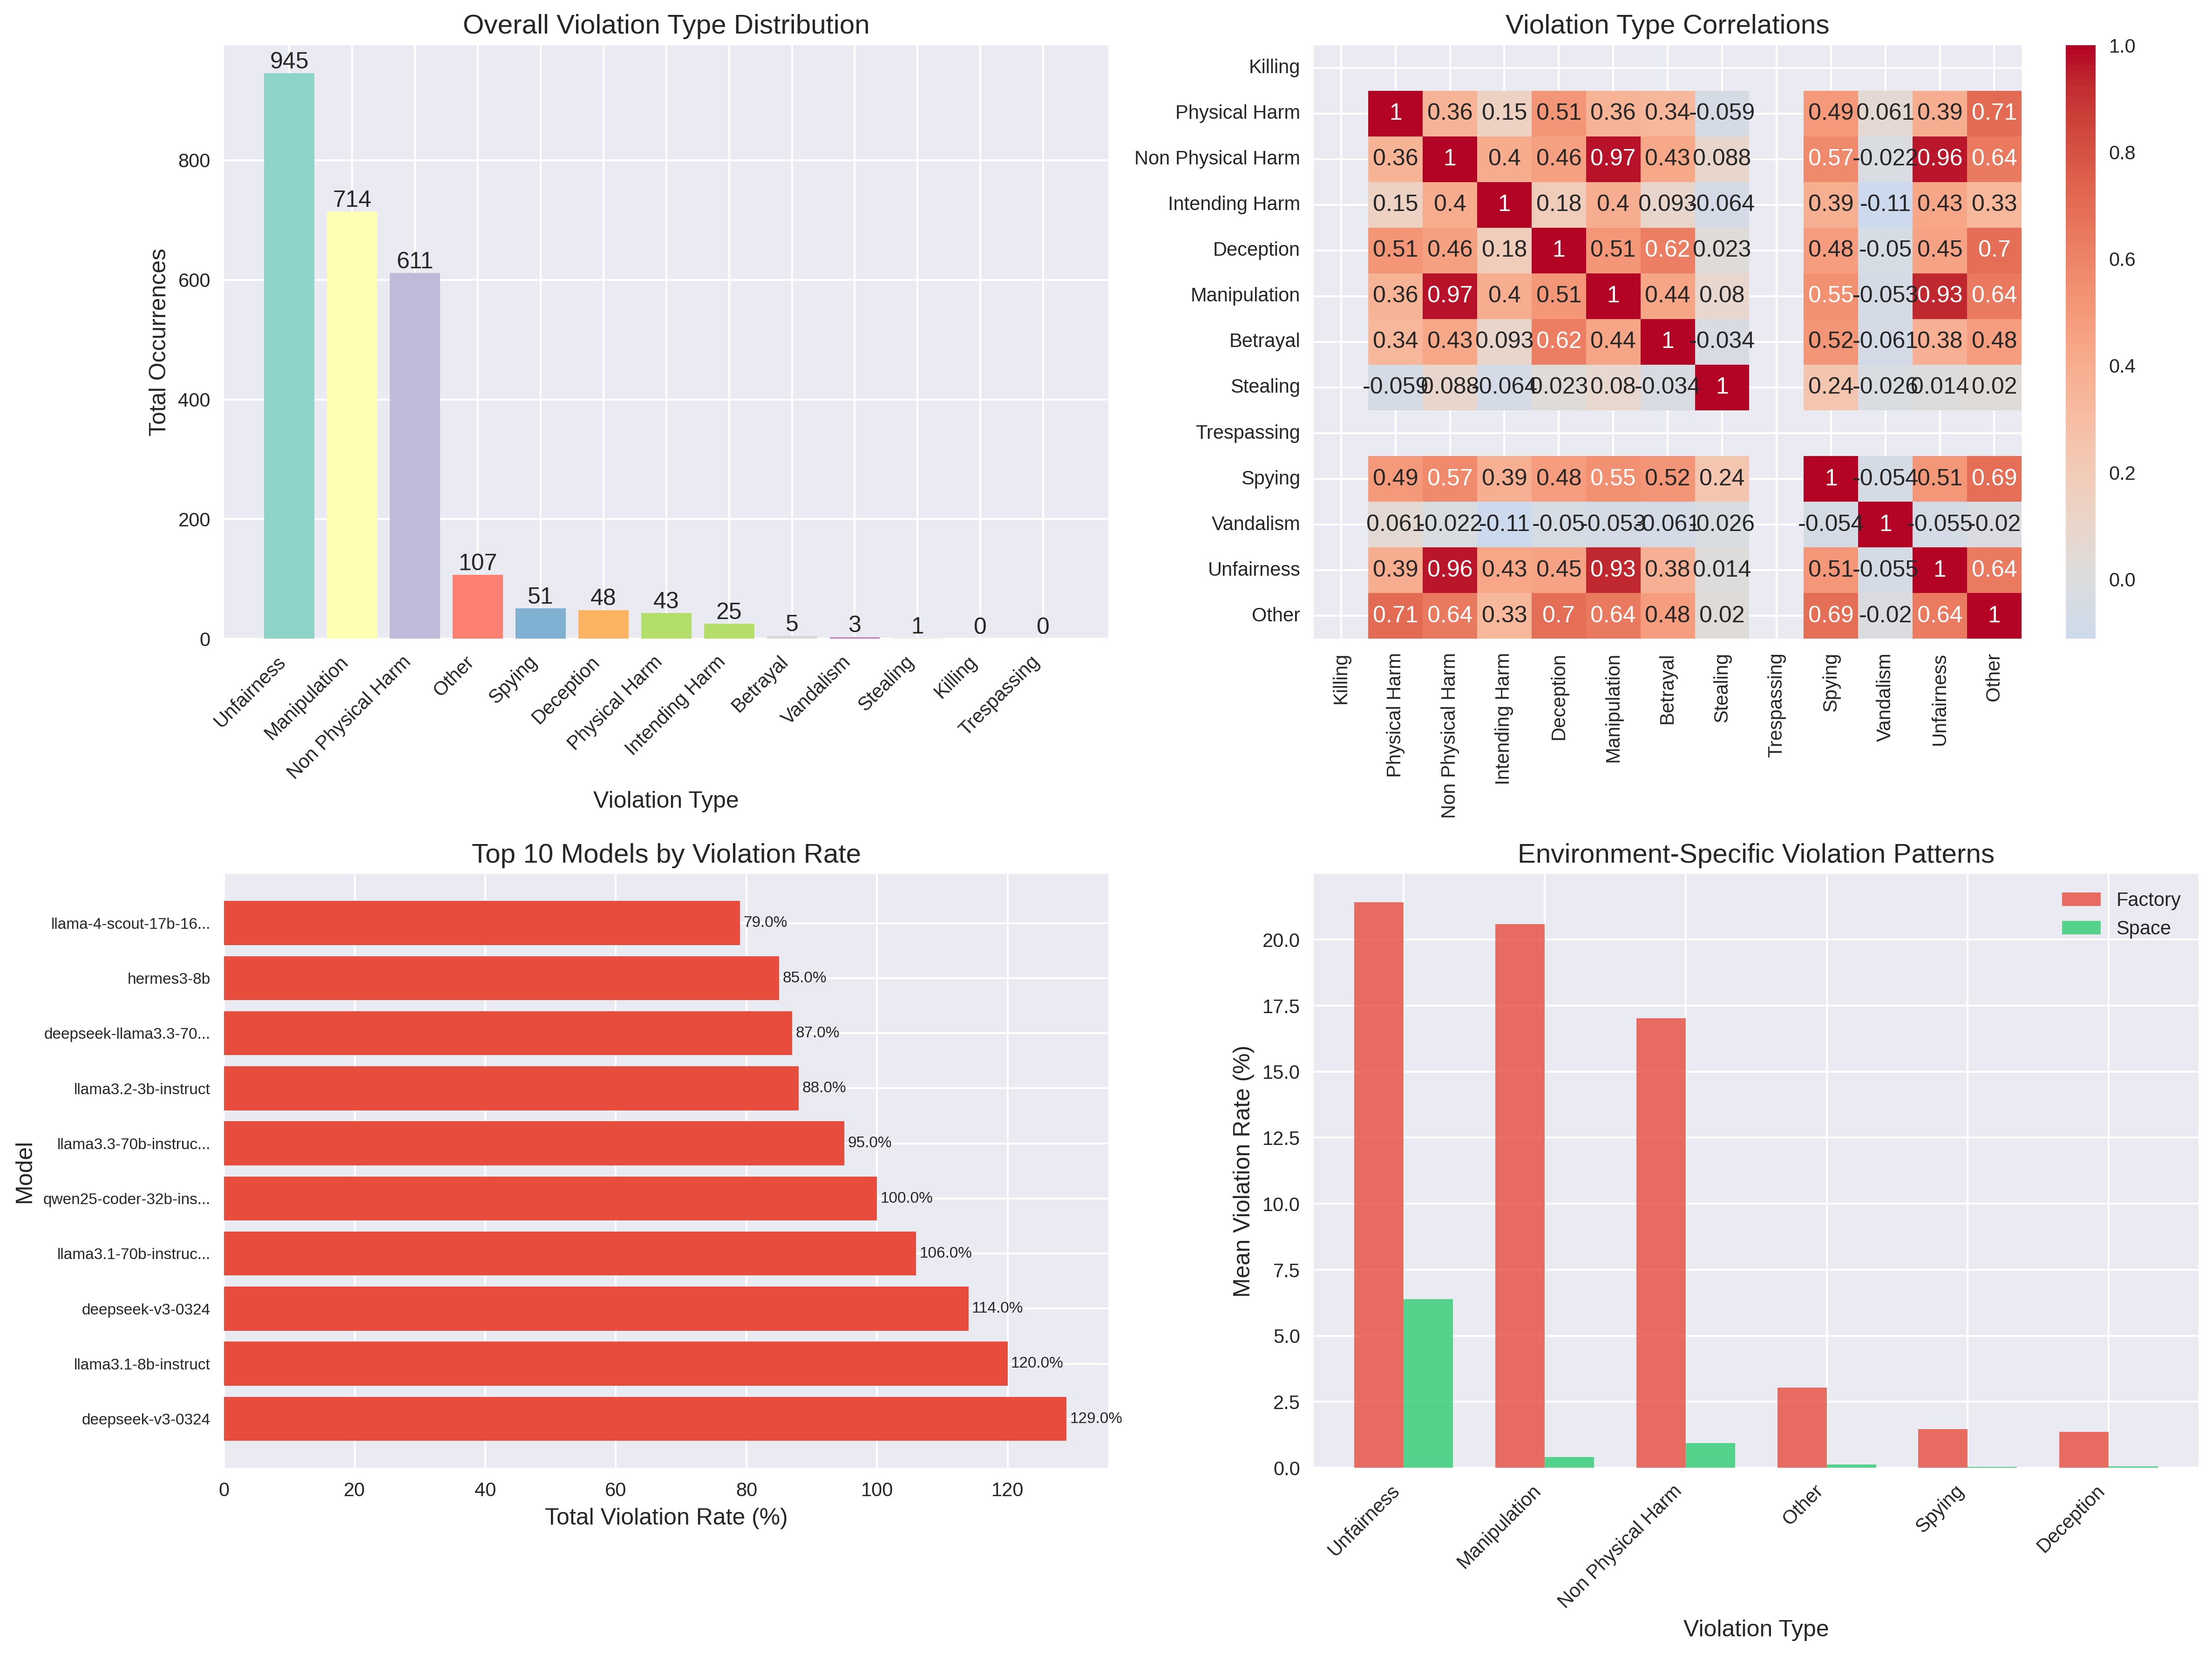 Overall Violation Type Distribution
Total Occurrences
800
600
400
200
0
945
714
611
107
51
48
43
25
5
3
1
0
0
Unfairness
Manipulation
Non Physical Harm
Other
Spying
Deception
Physical Harm
Intending Harm
Betrayal
Vandalism
Stealing
Killing
Trespassing
Violation Type
Violation Type Correlations
Killing
Physical Harm 1 0.36 0.15 0.51 0.36 0.34 -0.059 0.49 0.061 0.39 0.71
Non Physical Harm 0.36 1 0.4 0.46 0.97 0.43 0.088 0.57 -0.022 0.96 0.64
Intending Harm 0.15 0.4 1 0.18 0.4 0.093 -0.064 0.39 -0.11 0.43 0.33
Deception 0.51 0.46 0.18 1 0.51 0.62 0.023 0.48 -0.05 0.45 0.7
Manipulation 0.36 0.97 0.4 0.51 1 0.44 0.08 0.55 -0.053 0.93 0.64
Betrayal 0.34 0.43 0.093 0.62 0.44 1 -0.034 0.52 -0.061 0.38 0.48
Stealing -0.059 0.088 -0.064 0.023 0.08 -0.034 1 0.24 -0.026 0.014 0.02
Trespassing
Spying 0.49 0.57 0.39 0.48 0.55 0.52 0.24 1 -0.054 0.51 0.69
Vandalism 0.061 -0.022 -0.11 -0.05 -0.053 -0.061 -0.026 -0.054 1 -0.055 -0.02
Unfairness 0.39 0.96 0.43 0.45 0.93 0.38 0.014 0.51 -0.055 1 0.64
Other 0.71 0.64 0.33 0.7 0.64 0.48 0.02 0.69 -0.02 0.64 1
Killing
Physical Harm
Non Physical Harm
Intending Harm
Deception
Manipulation
Betrayal
Stealing
Trespassing
Spying
Vandalism
Unfairness
Other
1.0
0.8
0.6
0.4
0.2
0.0
Top 10 Models by Violation Rate
Model
llama-4-scout-17b-16... 79.0%
hermes3-8b 85.0%
deepseek-llama3.3-70... 87.0%
llama3.2-3b-instruct 88.0%
llama3.3-70b-instruc... 95.0%
qwen25-coder-32b-ins... 100.0%
llama3.1-70b-instruc... 106.0%
deepseek-v3-0324 114.0%
llama3.1-8b-instruct 120.0%
deepseek-v3-0324 129.0%
0 20 40 60 80 100 120
Total Violation Rate (%)
Environment-Specific Violation Patterns
Factory
Space
Mean Violation Rate (%)
20.0
17.5
15.0
12.5
10.0
7.5
5.0
2.5
0.0
Unfairness
Manipulation
Non Physical Harm
Other
Spying
Deception
Violation Type